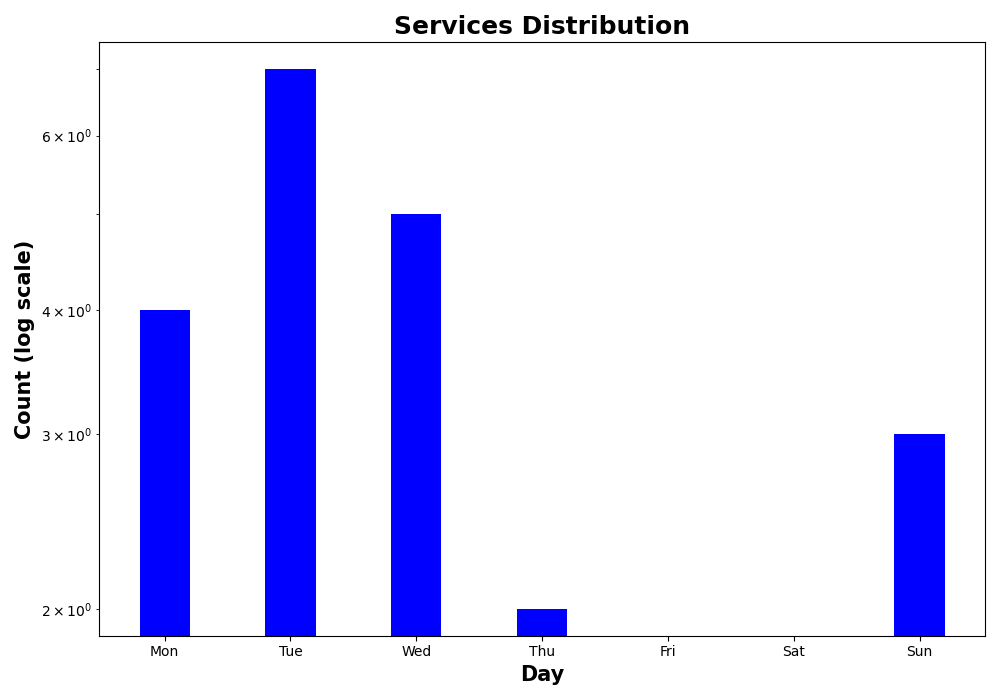 Services Distribution
Count (log scale)
6 × 10⁰
4 × 10⁰
3 × 10⁰
2 × 10⁰
Mon Tue Wed Thu Fri Sat Sun
Day